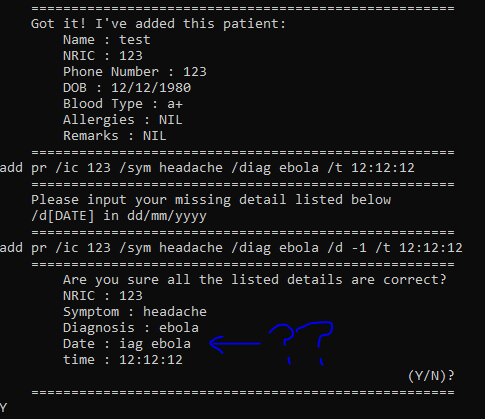 ============================================================
Got it! I've added this patient:
Name : test
NRIC : 123
Phone Number : 123
DOB : 12/12/1980
Blood Type : a+
Allergies : NIL
Remarks : NIL
============================================================
add pr /ic 123 /sym headache /diag ebola /t 12:12:12
============================================================
Please input your missing detail listed below
/d[DATE] in dd/mm/yyyy
============================================================
add pr /ic 123 /sym headache /diag ebola /d -1 /t 12:12:12
============================================================
Are you sure all the listed details are correct?
NRIC : 123
Symptom : headache
Diagnosis : ebola
Date : iag ebola ← ??
time : 12:12:12
(Y/N)?
============================================================
Y